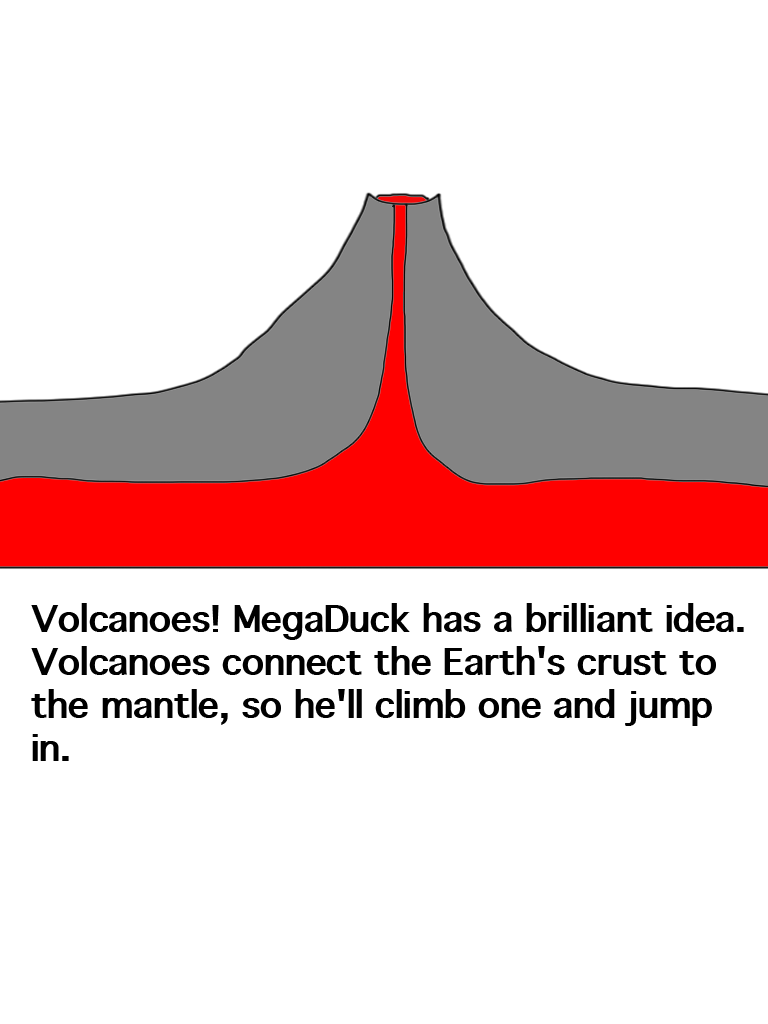 Volcanoes! MegaDuck has a brilliant idea.
Volcanoes connect the Earth's crust to
the mantle, so he'll climb one and jump
in.